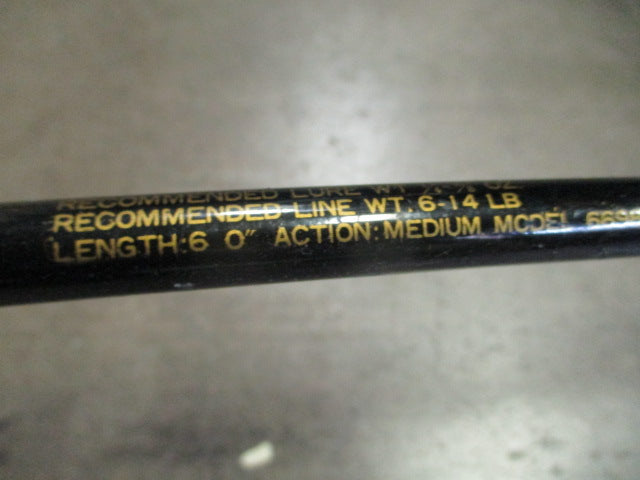 RECOMMENDED LURE WT
RECOMMENDED LINE WT: 6-14 LB
LENGTH: 6 0" ACTION: MEDIUM MODEL